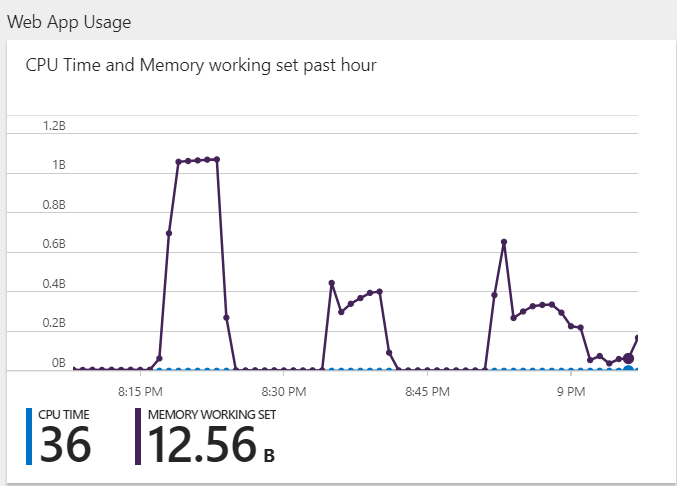 Web App Usage
CPU Time and Memory working set past hour
1.2B
1B
0.8B
0.6B
0.4B
0.2B
0B
8:15 PM 8:30 PM 8:45 PM 9 PM
CPU TIME MEMORY WORKING SET
36 12.56 B